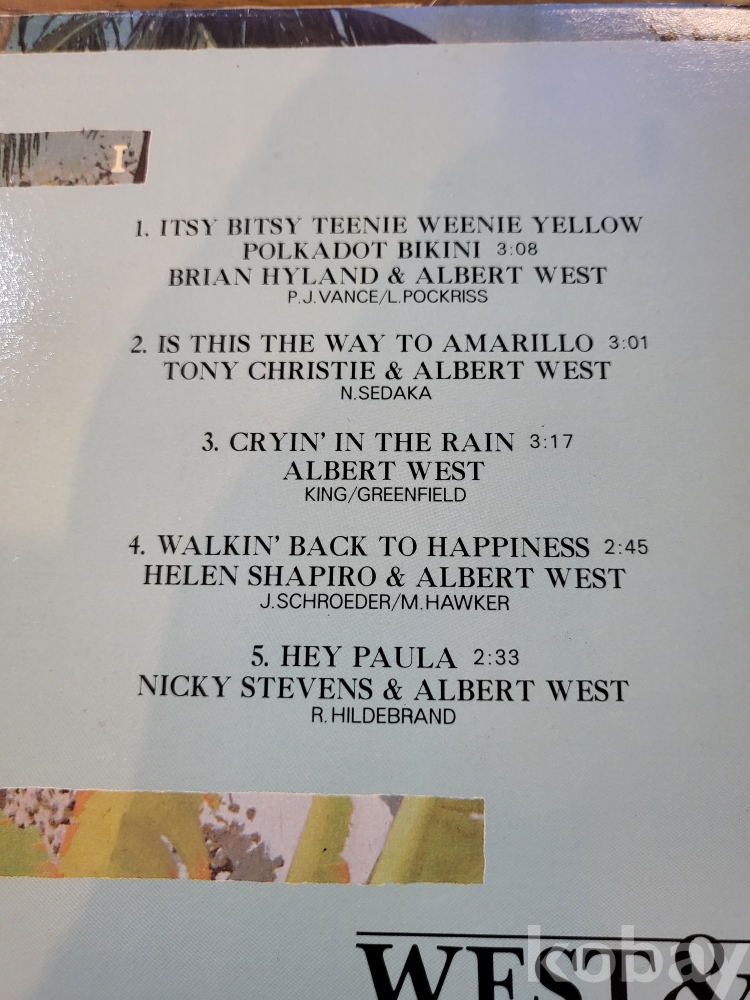 I
1. ITSY BITSY TEENIE WEENIE YELLOW
POLKADOT BIKINI 3:08
BRIAN HYLAND & ALBERT WEST
P.J.VANCE/L.POCKRISS
2. IS THIS THE WAY TO AMARILLO 3:01
TONY CHRISTIE & ALBERT WEST
N.SEDAKA
3. CRYIN' IN THE RAIN 3:17
ALBERT WEST
KING/GREENFIELD
4. WALKIN' BACK TO HAPPINESS 2:45
HELEN SHAPIRO & ALBERT WEST
J.SCHROEDER/M.HAWKER
5. HEY PAULA 2:33
NICKY STEVENS & ALBERT WEST
R.HILDEBRAND
WEST &
kobay